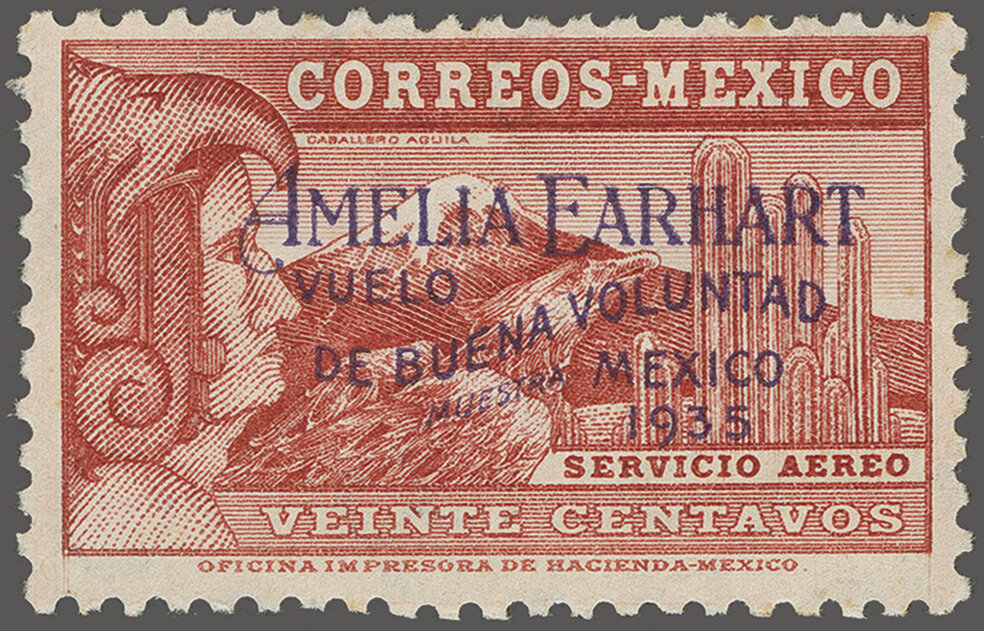 CORREOS-MEXICO
CABALLERO AGUILA
AMELIA EARHART
VUELO
DE BUENA VOLUNTAD
MUESTRA MEXICO
1935
SERVICIO AEREO
VEINTE CENTAVOS
OFICINA IMPRESORA DE HACIENDA-MEXICO.